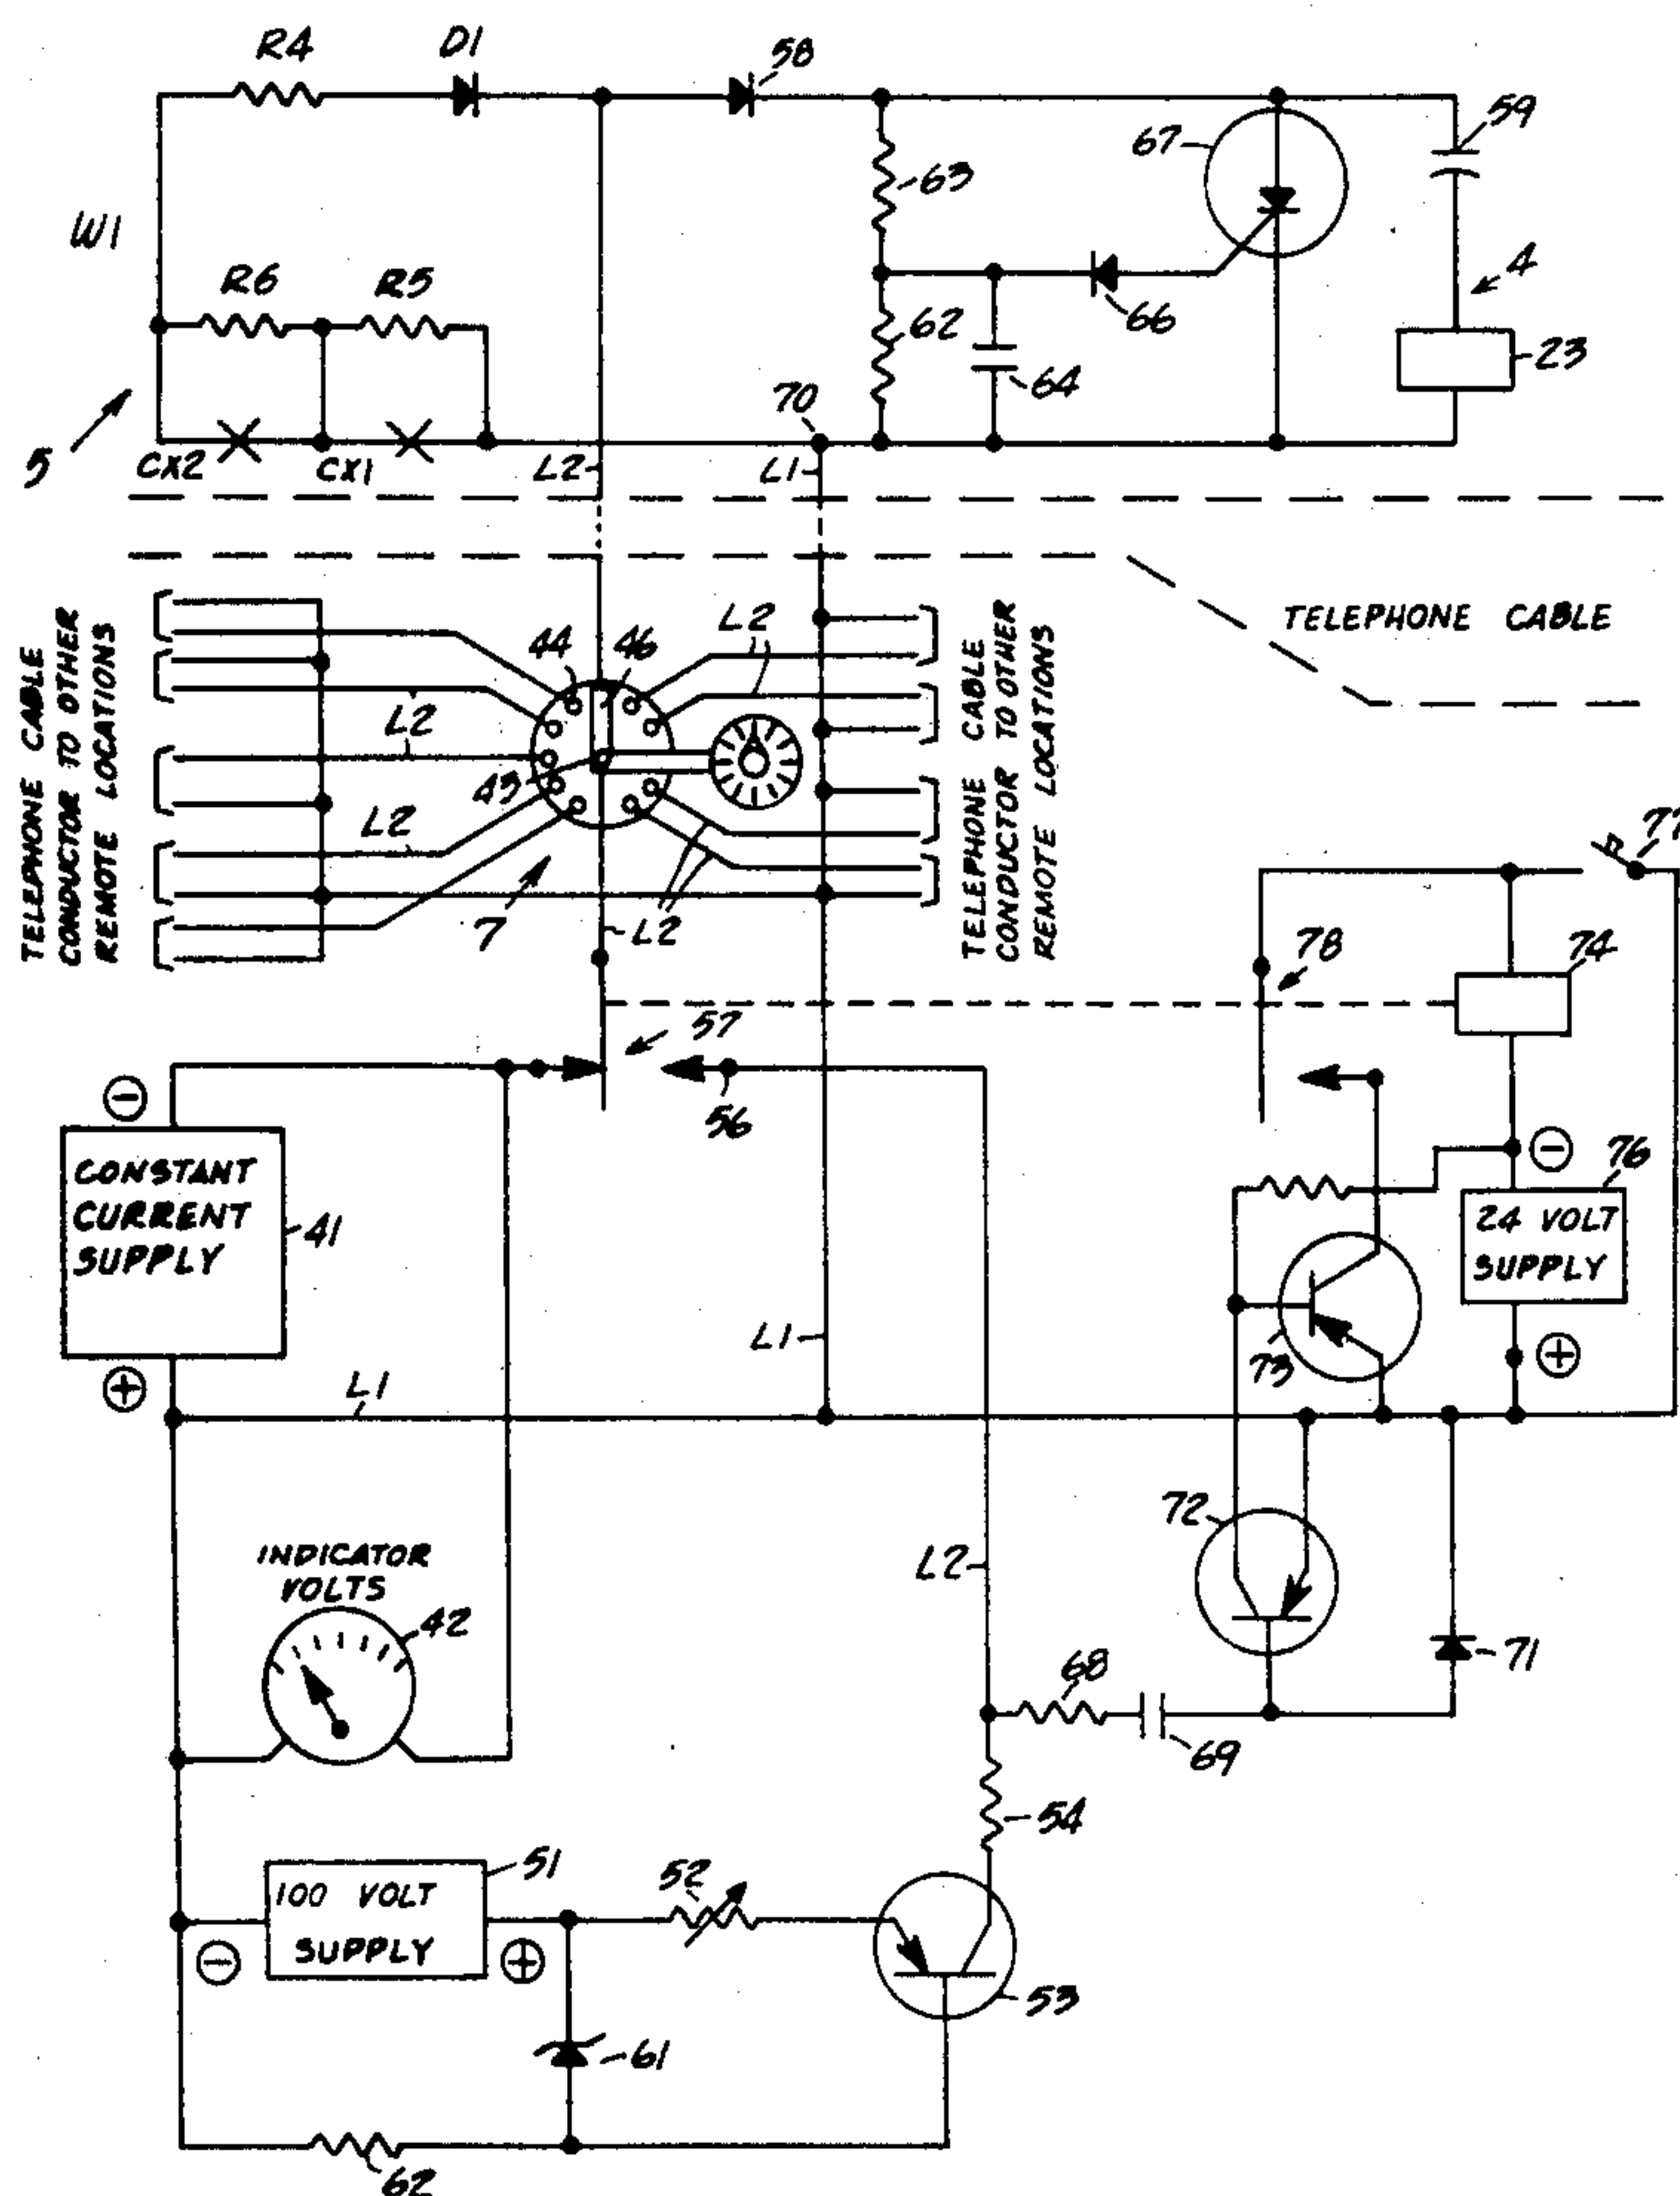 R4
D1
58
59
67
63
W1
4
R6
R5
66
62
23
64
70
5
CX2
CX1
L2
L1
TELEPHONE CABLE
TELEPHONE CABLE
CONDUCTOR TO OTHER
REMOTE LOCATIONS
44
46
L2
L2
43
L2
7
L2
L2
TELEPHONE CABLE
CONDUCTOR TO OTHER
REMOTE LOCATIONS
77
78
74
57
56
⊖
CONSTANT
CURRENT
SUPPLY
41
⊖
76
24 VOLT
SUPPLY
⊕
73
L1
⊕
L1
72
INDICATOR
VOLTS
42
L2
68
71
69
54
51
100 VOLT
SUPPLY
⊖
⊕
52
53
61
62